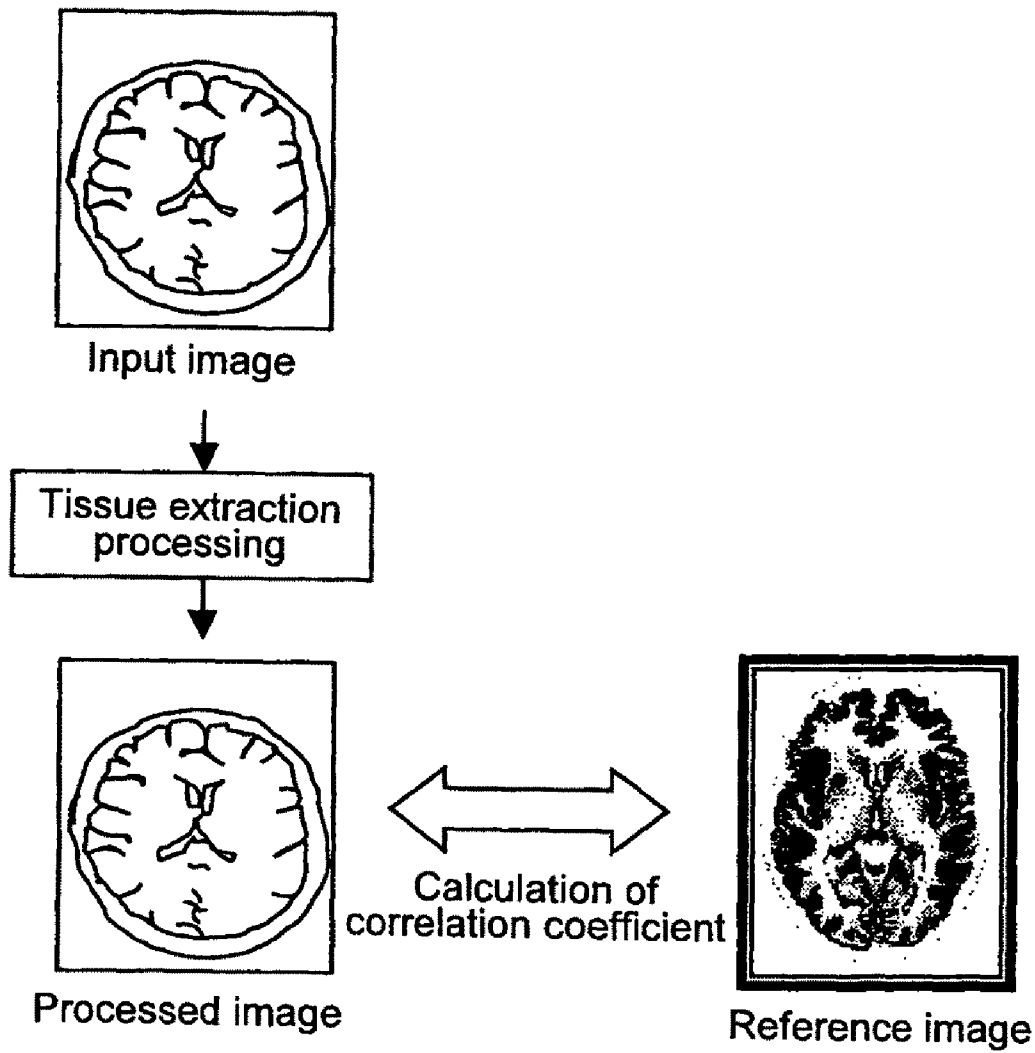 Input image
Tissue extraction
processing
Calculation of
correlation coefficient
Processed image
Reference image